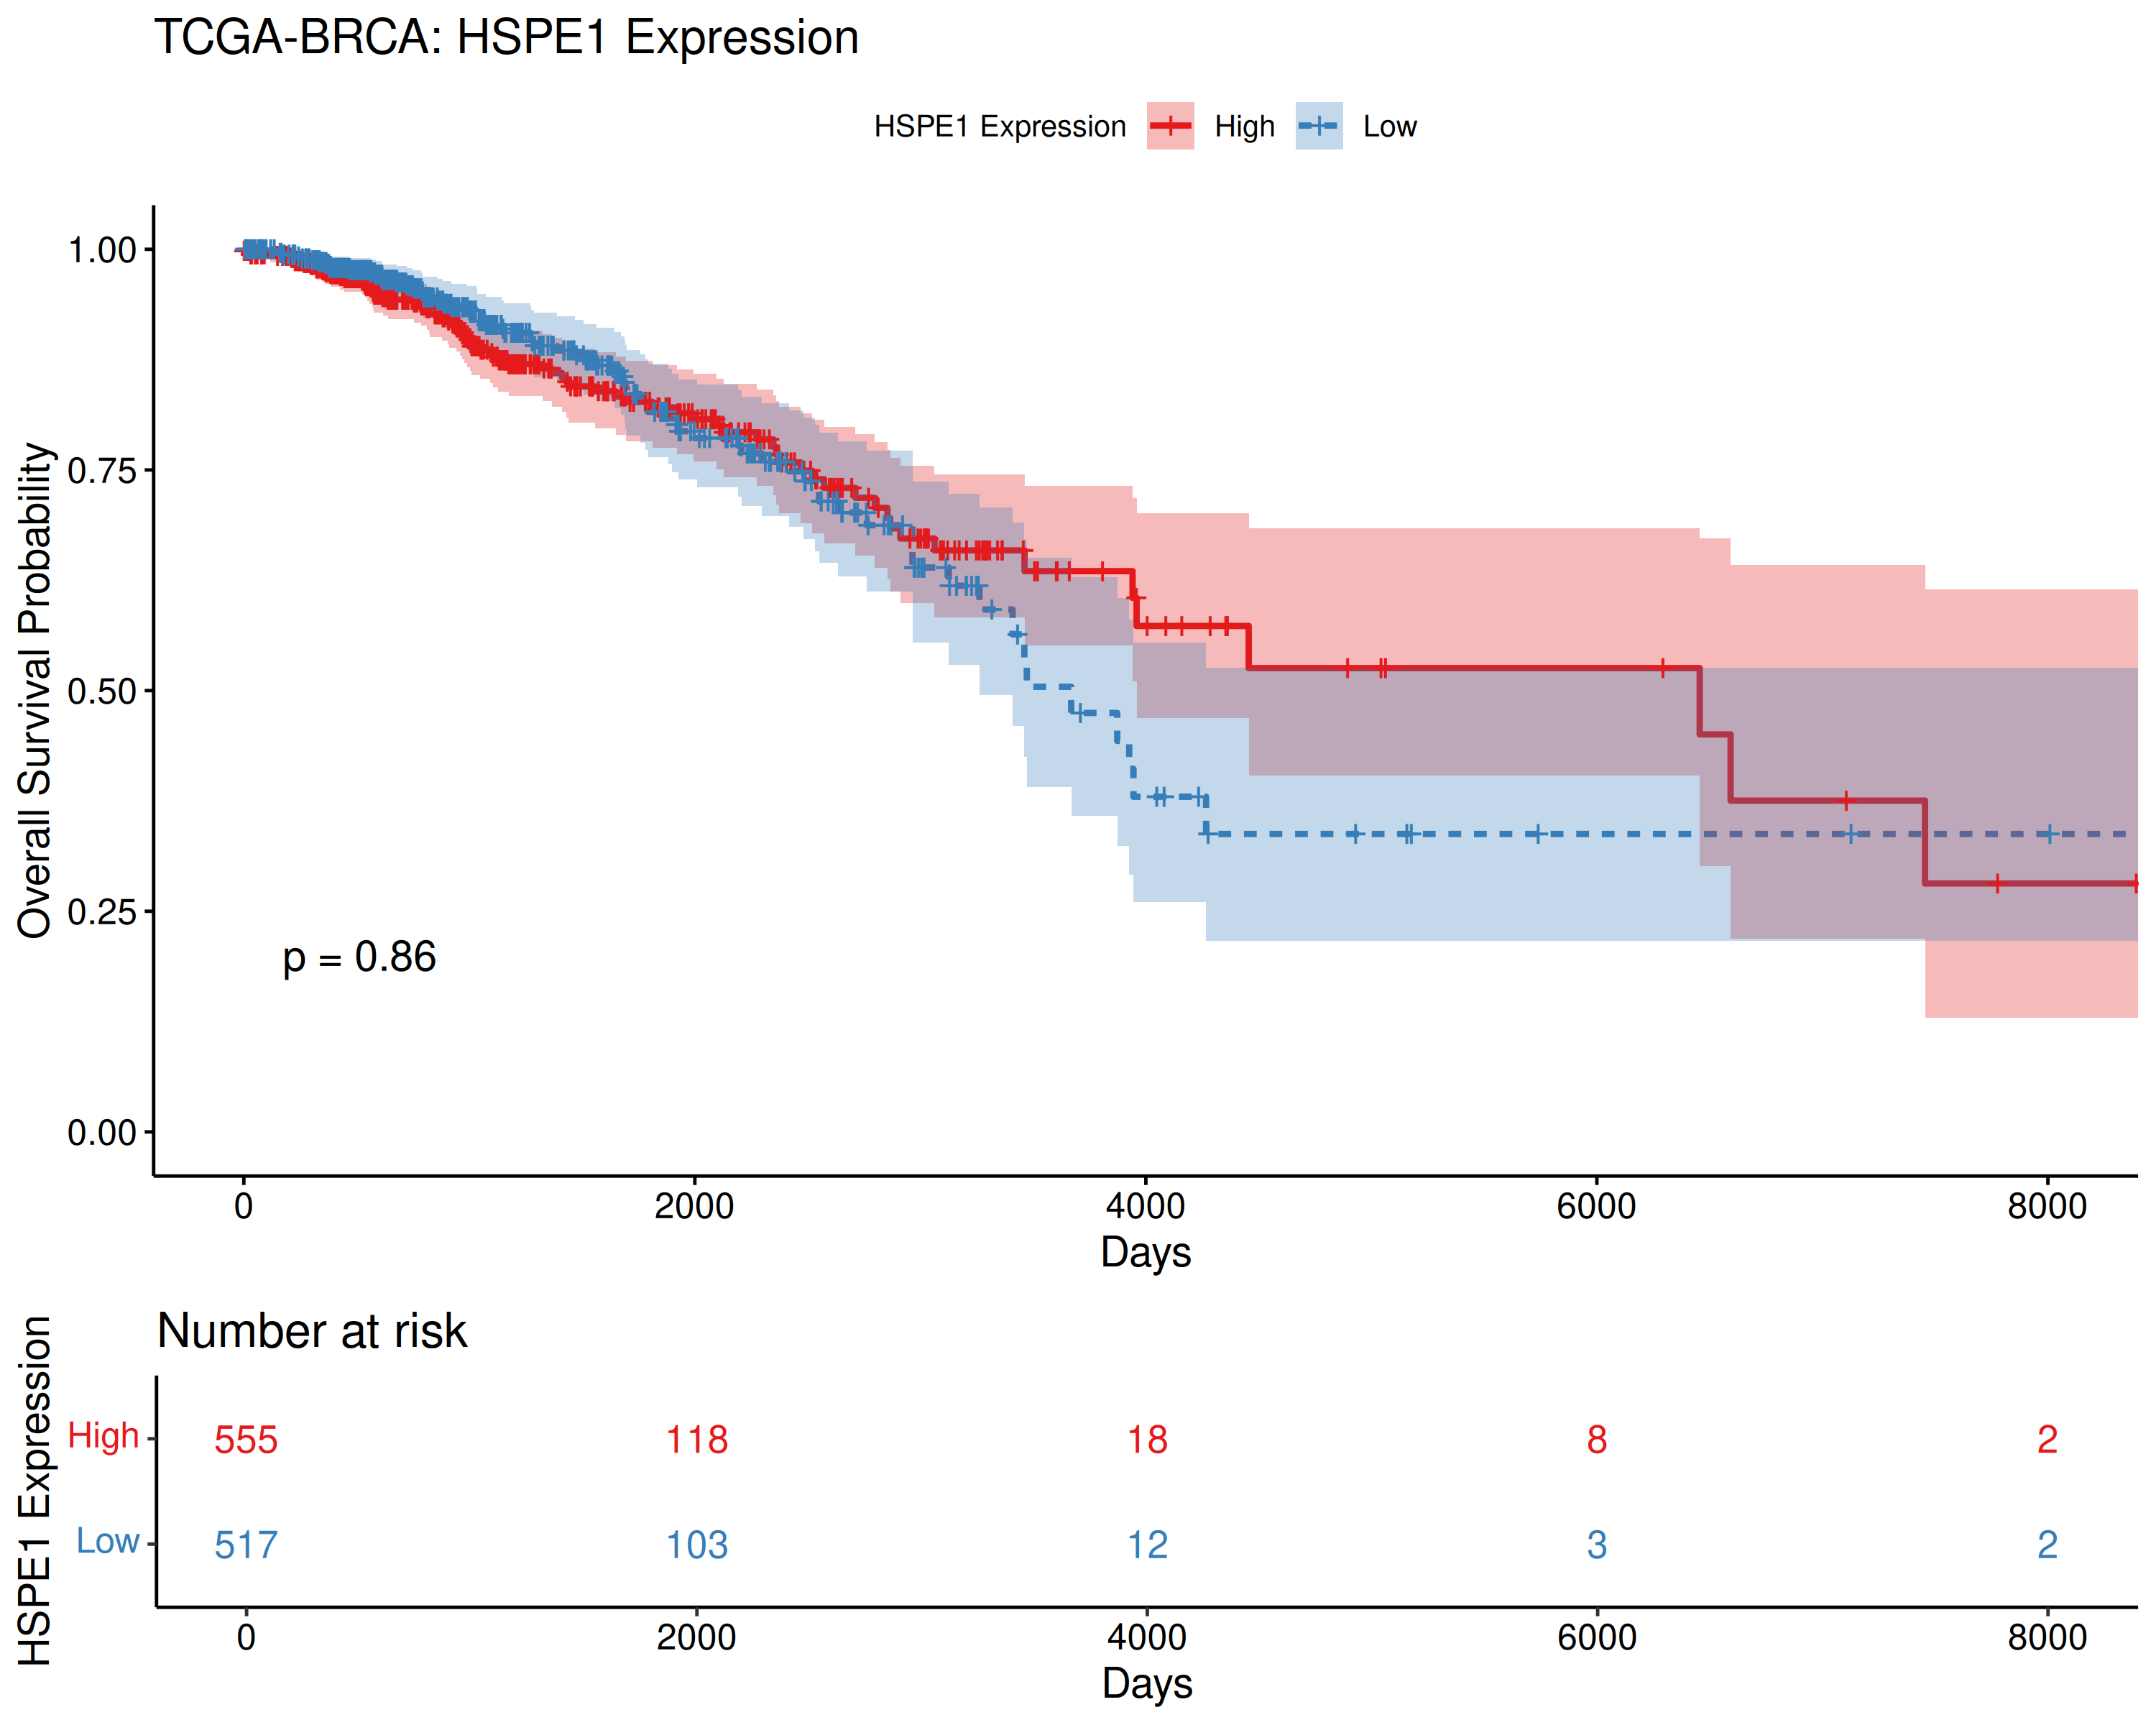 TCGA-BRCA: HSPE1 Expression
HSPE1 Expression High Low
Overall Survival Probability
1.00
0.75
0.50
0.25
0.00
p = 0.86
0 2000 4000 6000 8000
Days
Number at risk
HSPE1 Expression
High 555 118 18 8 2
Low 517 103 12 3 2
0 2000 4000 6000 8000
Days